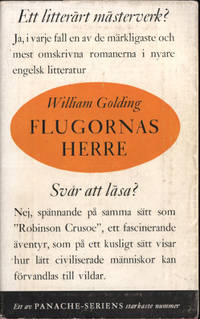 Ett litterärt mästerverk?
Ja, i varje fall en av de märkligaste och
mest omskrivna romanerna i nyare
engelsk litteratur
William Golding
FLUGORNAS
HERRE
Svår att läsa?
Nej, spännande på samma sätt som
"Robinson Crusoe", ett fascinerande
äventyr, som på ett kusligt sätt visar
hur lätt civiliserade människor kan
förvandlas till vildar.
Ett av PANACHE-SERIENS starkaste nummer